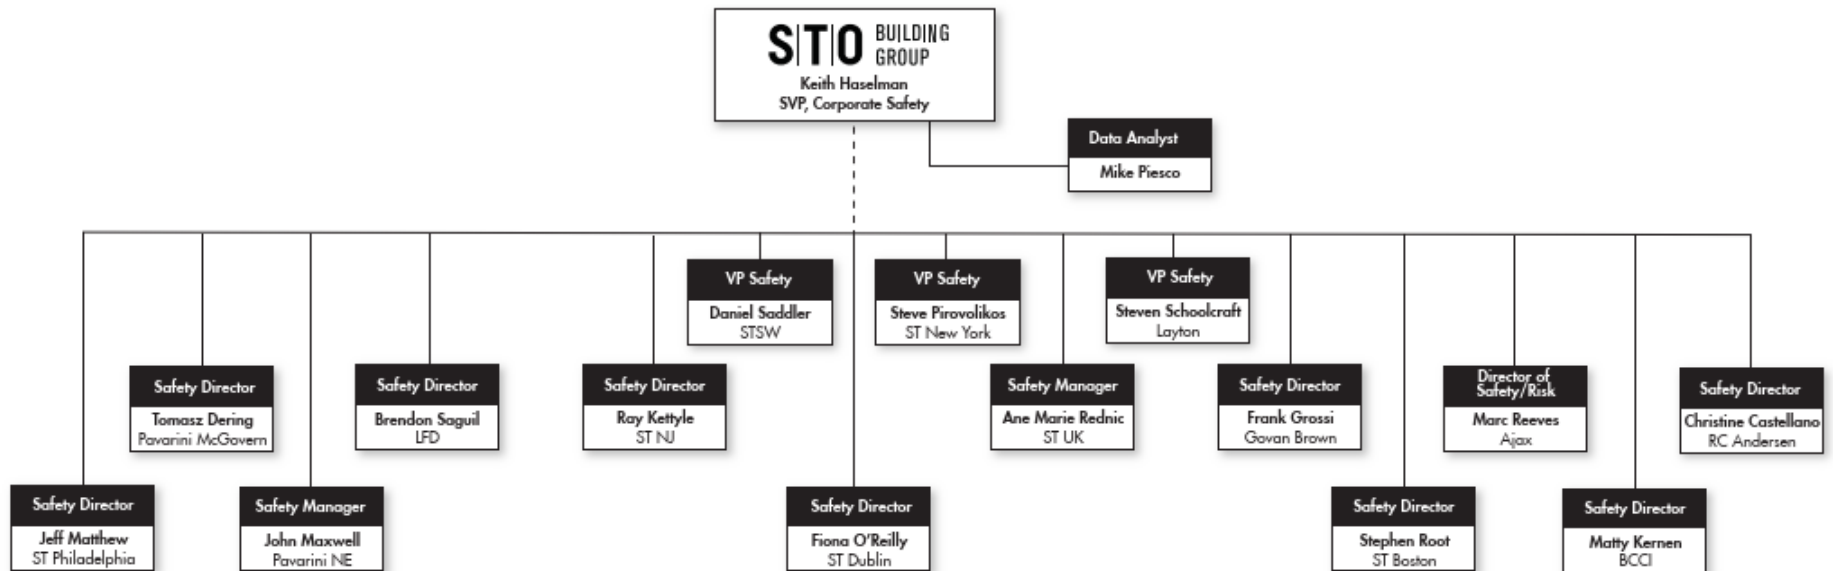 S|T|O BUILDING
GROUP
Keith Haselman
SVP, Corporate Safety
Data Analyst
Mike Piesco
VP Safety
Daniel Saddler
STSW
VP Safety
Steve Pirovolikos
ST New York
VP Safety
Steven Schoolcraft
Layton
Safety Director
Tomasz Dering
Pavarini McGovern
Safety Director
Brendon Saguil
LFD
Safety Director
Ray Kettyle
ST NJ
Safety Manager
Ane Marie Rednic
ST UK
Safety Director
Frank Grossi
Govan Brown
Director of
Safety/Risk
Marc Reeves
Ajax
Safety Director
Christine Castellano
RC Andersen
Safety Director
Jeff Matthew
ST Philadelphia
Safety Manager
John Maxwell
Pavarini NE
Safety Director
Fiona O'Reilly
ST Dublin
Safety Director
Stephen Root
ST Boston
Safety Director
Matty Kernen
BCCI